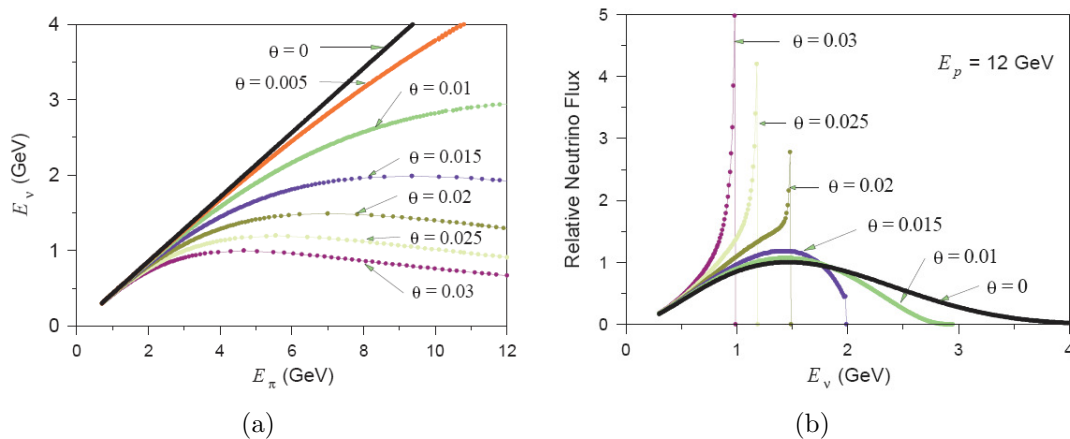 4
3
2
1
0
E_ν (GeV)
θ = 0
θ = 0.005
θ = 0.01
θ = 0.015
θ = 0.02
θ = 0.025
θ = 0.03
0 2 4 6 8 10 12
E_π (GeV)
(a)
5
4
3
2
1
0
Relative Neutrino Flux
θ = 0.03
E_p = 12 GeV
θ = 0.025
θ = 0.02
θ = 0.015
θ = 0.01
θ = 0
0 1 2 3 4
E_ν (GeV)
(b)